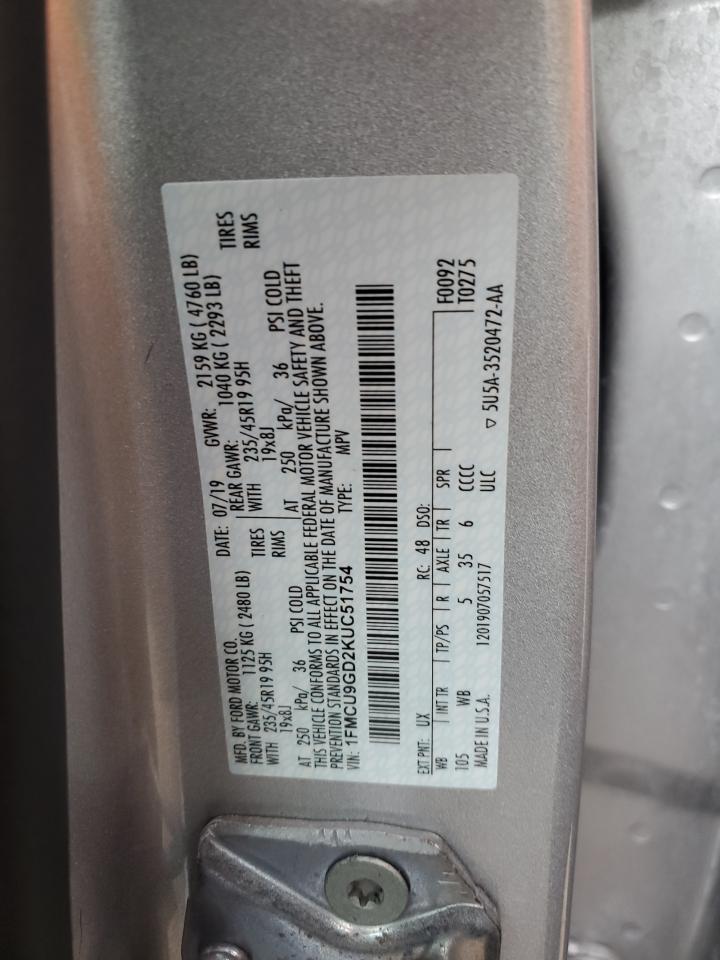 MFD. BY FORD MOTOR CO. DATE: 07/19 GVWR: 2159 KG ( 4760 LB)
FRONT GAWR: 1125 KG ( 2480 LB) REAR GAWR: 1040 KG ( 2293 LB)
WITH 235/45R19 95H TIRES WITH 235/45R19 95H TIRES
19x8J RIMS 19x8J RIMS
AT 250 kPa/ 36 PSI COLD AT 250 kPa/ 36 PSI COLD
THIS VEHICLE CONFORMS TO ALL APPLICABLE FEDERAL MOTOR VEHICLE SAFETY AND THEFT
PREVENTION STANDARDS IN EFFECT ON THE DATE OF MANUFACTURE SHOWN ABOVE.
VIN: 1FMCU9GD2KUC51754 TYPE: MPV
EXT PNT: UX RC: 48 DSO: F0092
WB INT TR TP/PS R AXLE TR SPR T0275
105 WB 5 35 6 CCCC
MADE IN U.S.A. 1201907057517 ULC ▽ 5U5A-3520472-AA